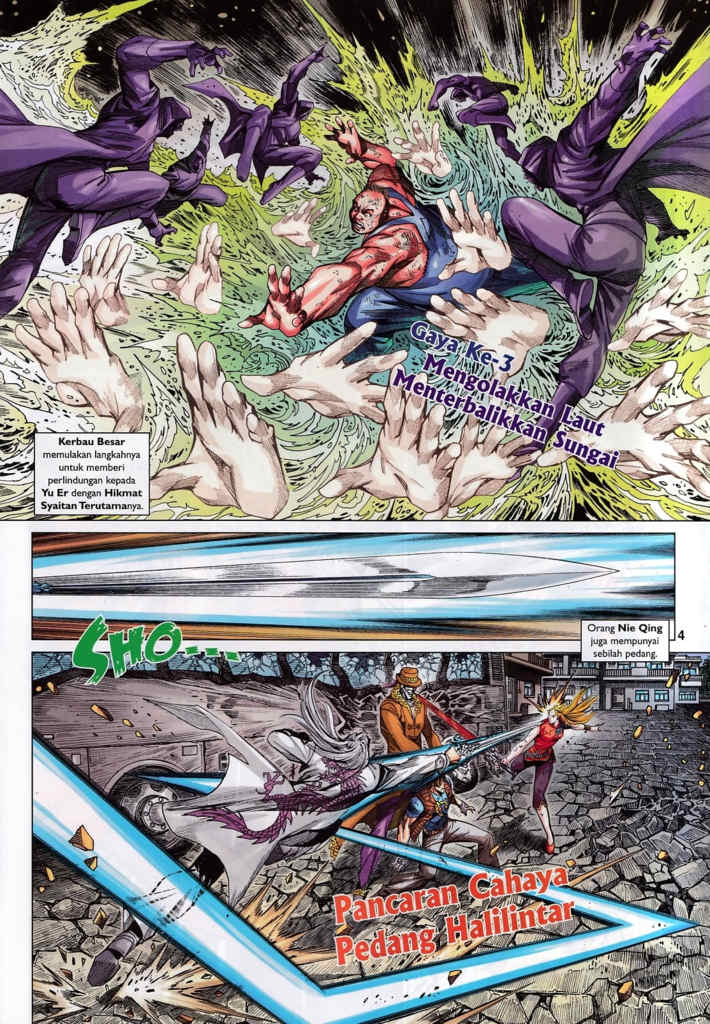 Gaya Ke-3
Mengolakkan Laut
Menterbalikkan Sungai
Kerbau Besar
memulakan langkahnya
untuk memberi
perlindungan kepada
Yu Er dengan Hikmat
Syaitan Terutamanya.
Orang Nie Qing
juga mempunyai
sebilah pedang.
4
SHO...
Pancaran Cahaya
Pedang Halilintar